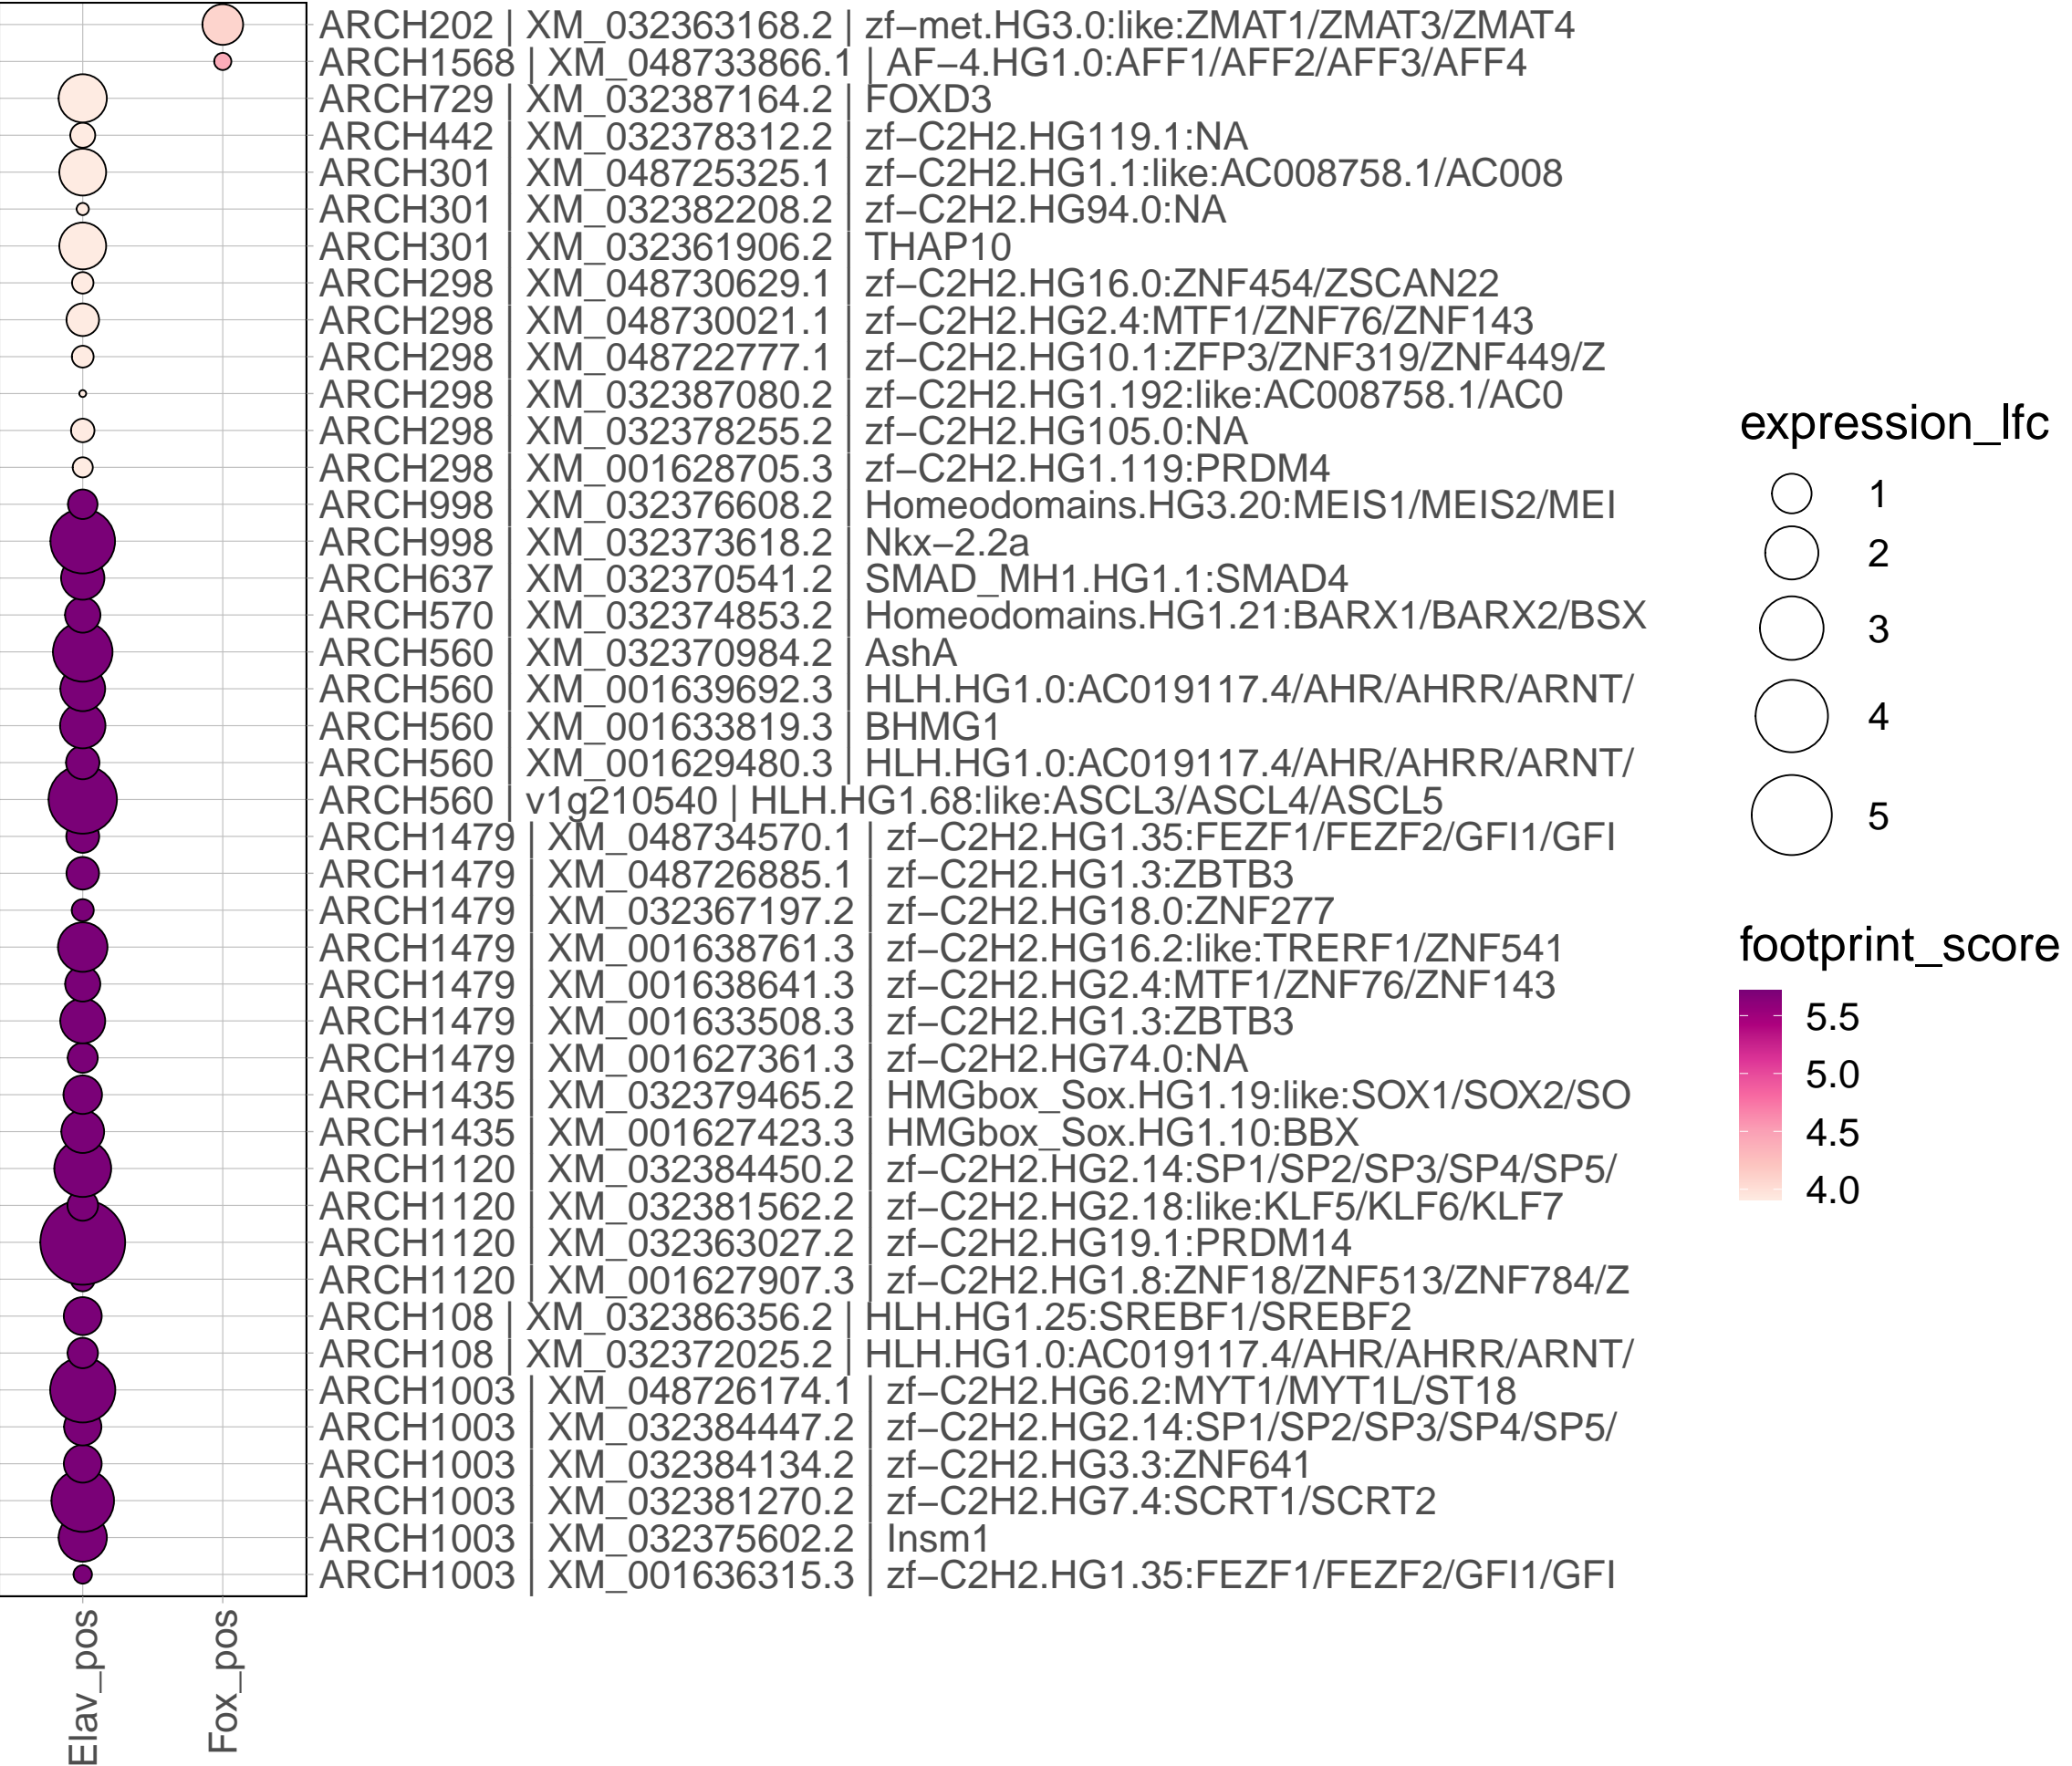 ARCH202 | XM_032363168.2 | zf−met.HG3.0:like:ZMAT1/ZMAT3/ZMAT4
ARCH1568 | XM_048733866.1 | AF−4.HG1.0:AFF1/AFF2/AFF3/AFF4
ARCH729 | XM_032387164.2 | FOXD3
ARCH442 | XM_032378312.2 | zf−C2H2.HG119.1:NA
ARCH301 | XM_048725325.1 | zf−C2H2.HG1.1:like:AC008758.1/AC008
ARCH301 | XM_032382208.2 | zf−C2H2.HG94.0:NA
ARCH301 | XM_032361906.2 | THAP10
ARCH298 | XM_048730629.1 | zf−C2H2.HG16.0:ZNF454/ZSCAN22
ARCH298 | XM_048730021.1 | zf−C2H2.HG2.4:MTF1/ZNF76/ZNF143
ARCH298 | XM_048722777.1 | zf−C2H2.HG10.1:ZFP3/ZNF319/ZNF449/Z
ARCH298 | XM_032387080.2 | zf−C2H2.HG1.192:like:AC008758.1/AC0
ARCH298 | XM_032378255.2 | zf−C2H2.HG105.0:NA
ARCH298 | XM_001628705.3 | zf−C2H2.HG1.119:PRDM4
ARCH998 | XM_032376608.2 | Homeodomains.HG3.20:MEIS1/MEIS2/MEI
ARCH998 | XM_032373618.2 | Nkx−2.2a
ARCH637 | XM_032370541.2 | SMAD_MH1.HG1.1:SMAD4
ARCH570 | XM_032374853.2 | Homeodomains.HG1.21:BARX1/BARX2/BSX
ARCH560 | XM_032370984.2 | AshA
ARCH560 | XM_001639692.3 | HLH.HG1.0:AC019117.4/AHR/AHRR/ARNT/
ARCH560 | XM_001633819.3 | BHMG1
ARCH560 | XM_001629480.3 | HLH.HG1.0:AC019117.4/AHR/AHRR/ARNT/
ARCH560 | v1g210540 | HLH.HG1.68:like:ASCL3/ASCL4/ASCL5
ARCH1479 | XM_048734570.1 | zf−C2H2.HG1.35:FEZF1/FEZF2/GFI1/GFI
ARCH1479 | XM_048726885.1 | zf−C2H2.HG1.3:ZBTB3
ARCH1479 | XM_032367197.2 | zf−C2H2.HG18.0:ZNF277
ARCH1479 | XM_001638761.3 | zf−C2H2.HG16.2:like:TRERF1/ZNF541
ARCH1479 | XM_001638641.3 | zf−C2H2.HG2.4:MTF1/ZNF76/ZNF143
ARCH1479 | XM_001633508.3 | zf−C2H2.HG1.3:ZBTB3
ARCH1479 | XM_001627361.3 | zf−C2H2.HG74.0:NA
ARCH1435 | XM_032379465.2 | HMGbox_Sox.HG1.19:like:SOX1/SOX2/SO
ARCH1435 | XM_001627423.3 | HMGbox_Sox.HG1.10:BBX
ARCH1120 | XM_032384450.2 | zf−C2H2.HG2.14:SP1/SP2/SP3/SP4/SP5/
ARCH1120 | XM_032381562.2 | zf−C2H2.HG2.18:like:KLF5/KLF6/KLF7
ARCH1120 | XM_032363027.2 | zf−C2H2.HG19.1:PRDM14
ARCH1120 | XM_001627907.3 | zf−C2H2.HG1.8:ZNF18/ZNF513/ZNF784/Z
ARCH108 | XM_032386356.2 | HLH.HG1.25:SREBF1/SREBF2
ARCH108 | XM_032372025.2 | HLH.HG1.0:AC019117.4/AHR/AHRR/ARNT/
ARCH1003 | XM_048726174.1 | zf−C2H2.HG6.2:MYT1/MYT1L/ST18
ARCH1003 | XM_032384447.2 | zf−C2H2.HG2.14:SP1/SP2/SP3/SP4/SP5/
ARCH1003 | XM_032384134.2 | zf−C2H2.HG3.3:ZNF641
ARCH1003 | XM_032381270.2 | zf−C2H2.HG7.4:SCRT1/SCRT2
ARCH1003 | XM_032375602.2 | Insm1
ARCH1003 | XM_001636315.3 | zf−C2H2.HG1.35:FEZF1/FEZF2/GFI1/GFI
Elav_pos
Fox_pos
expression_lfc
1
2
3
4
5
footprint_score
5.5
5.0
4.5
4.0